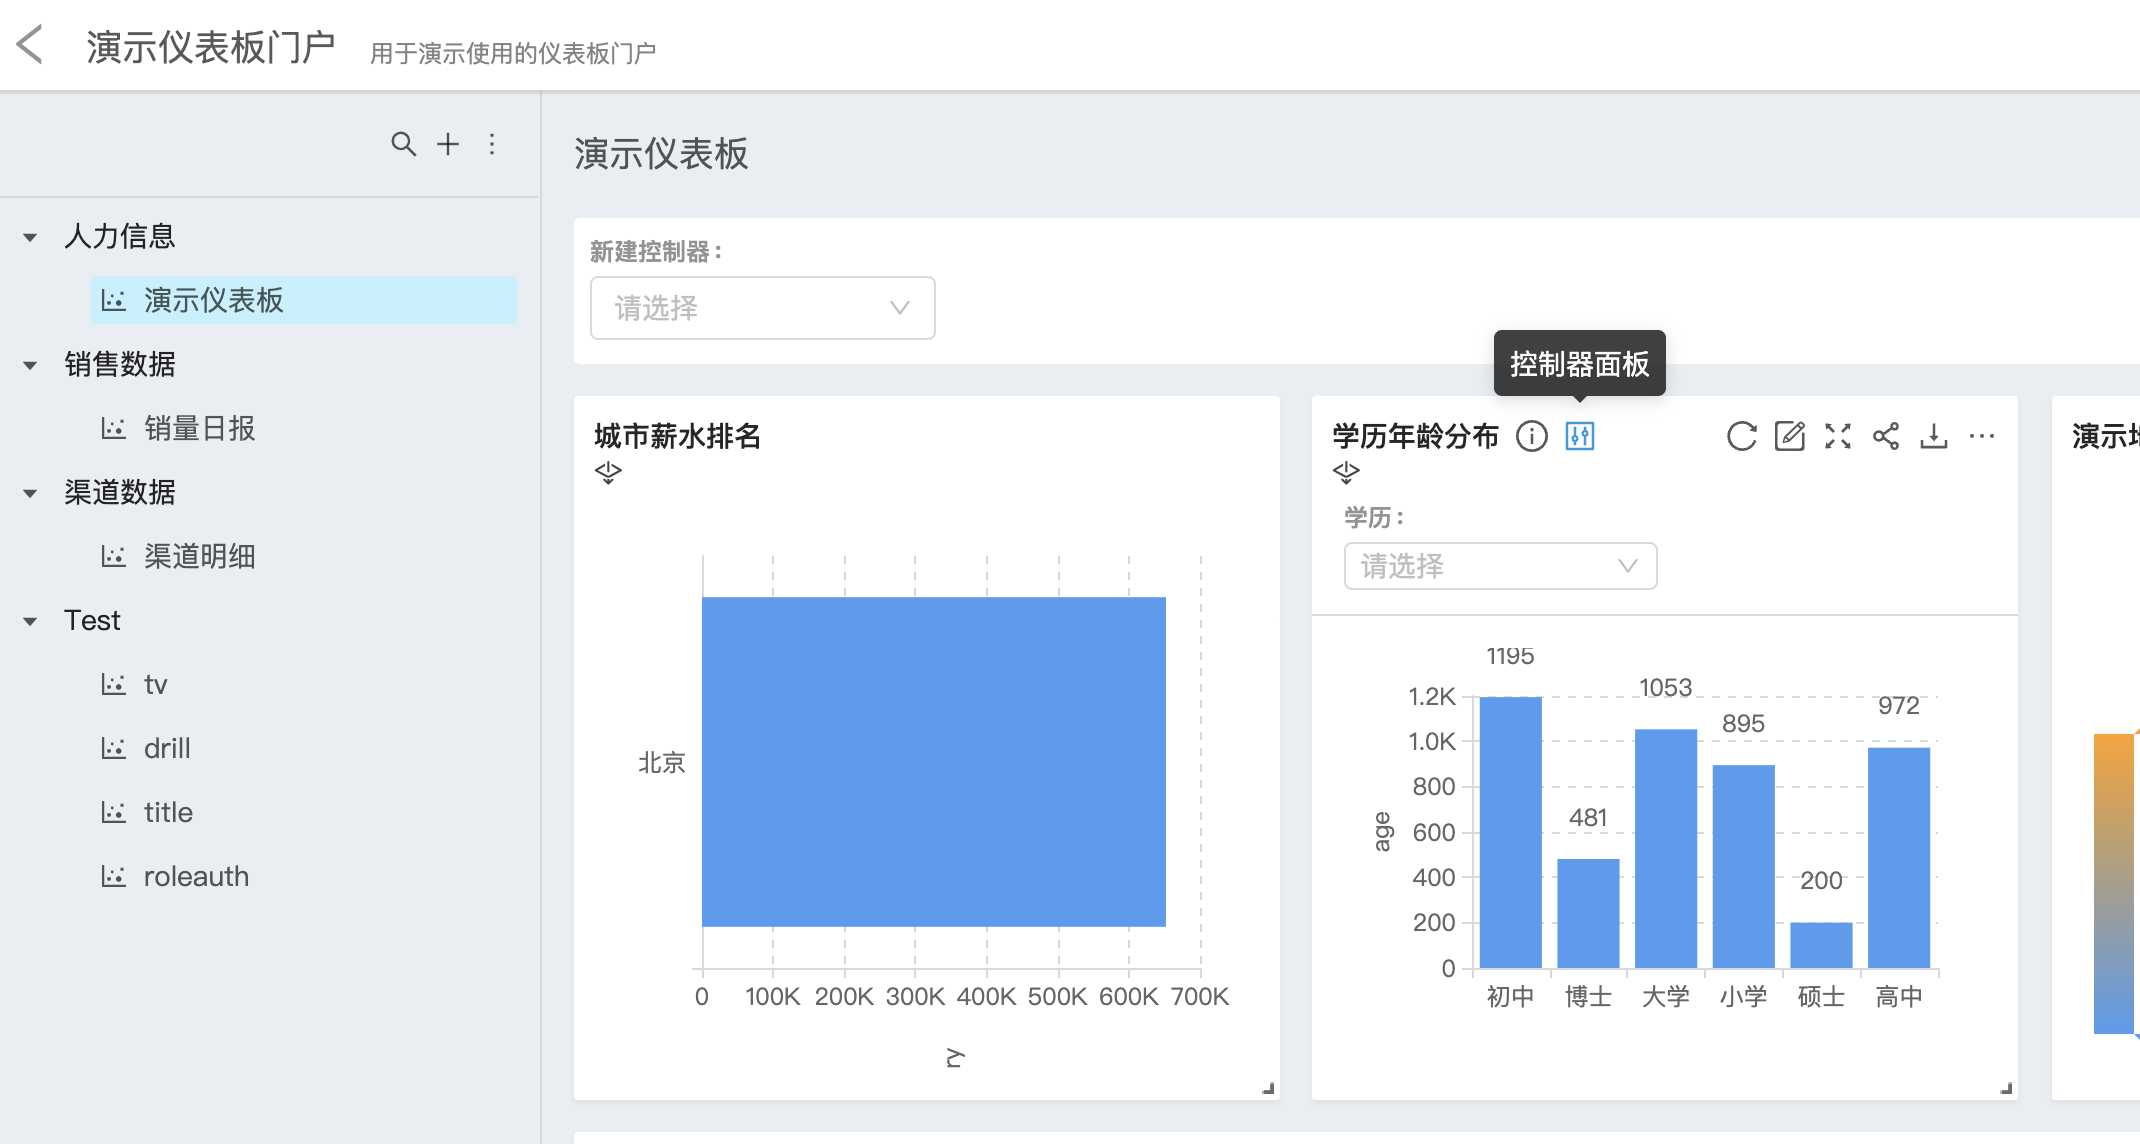 演示仪表板门户
用于演示使用的仪表板门户
人力信息
演示仪表板
销售数据
销量日报
渠道数据
渠道明细
Test
tv
drill
title
roleauth
演示仪表板
新建控制器：
请选择
控制器面板
城市薪水排名
北京
0 100K 200K 300K 400K 500K 600K 700K
ry
学历年龄分布
学历：
请选择
age
1.2K
1.0K
800
600
400
200
0
1195
481
1053
895
200
972
初中 博士 大学 小学 硕士 高中
演示